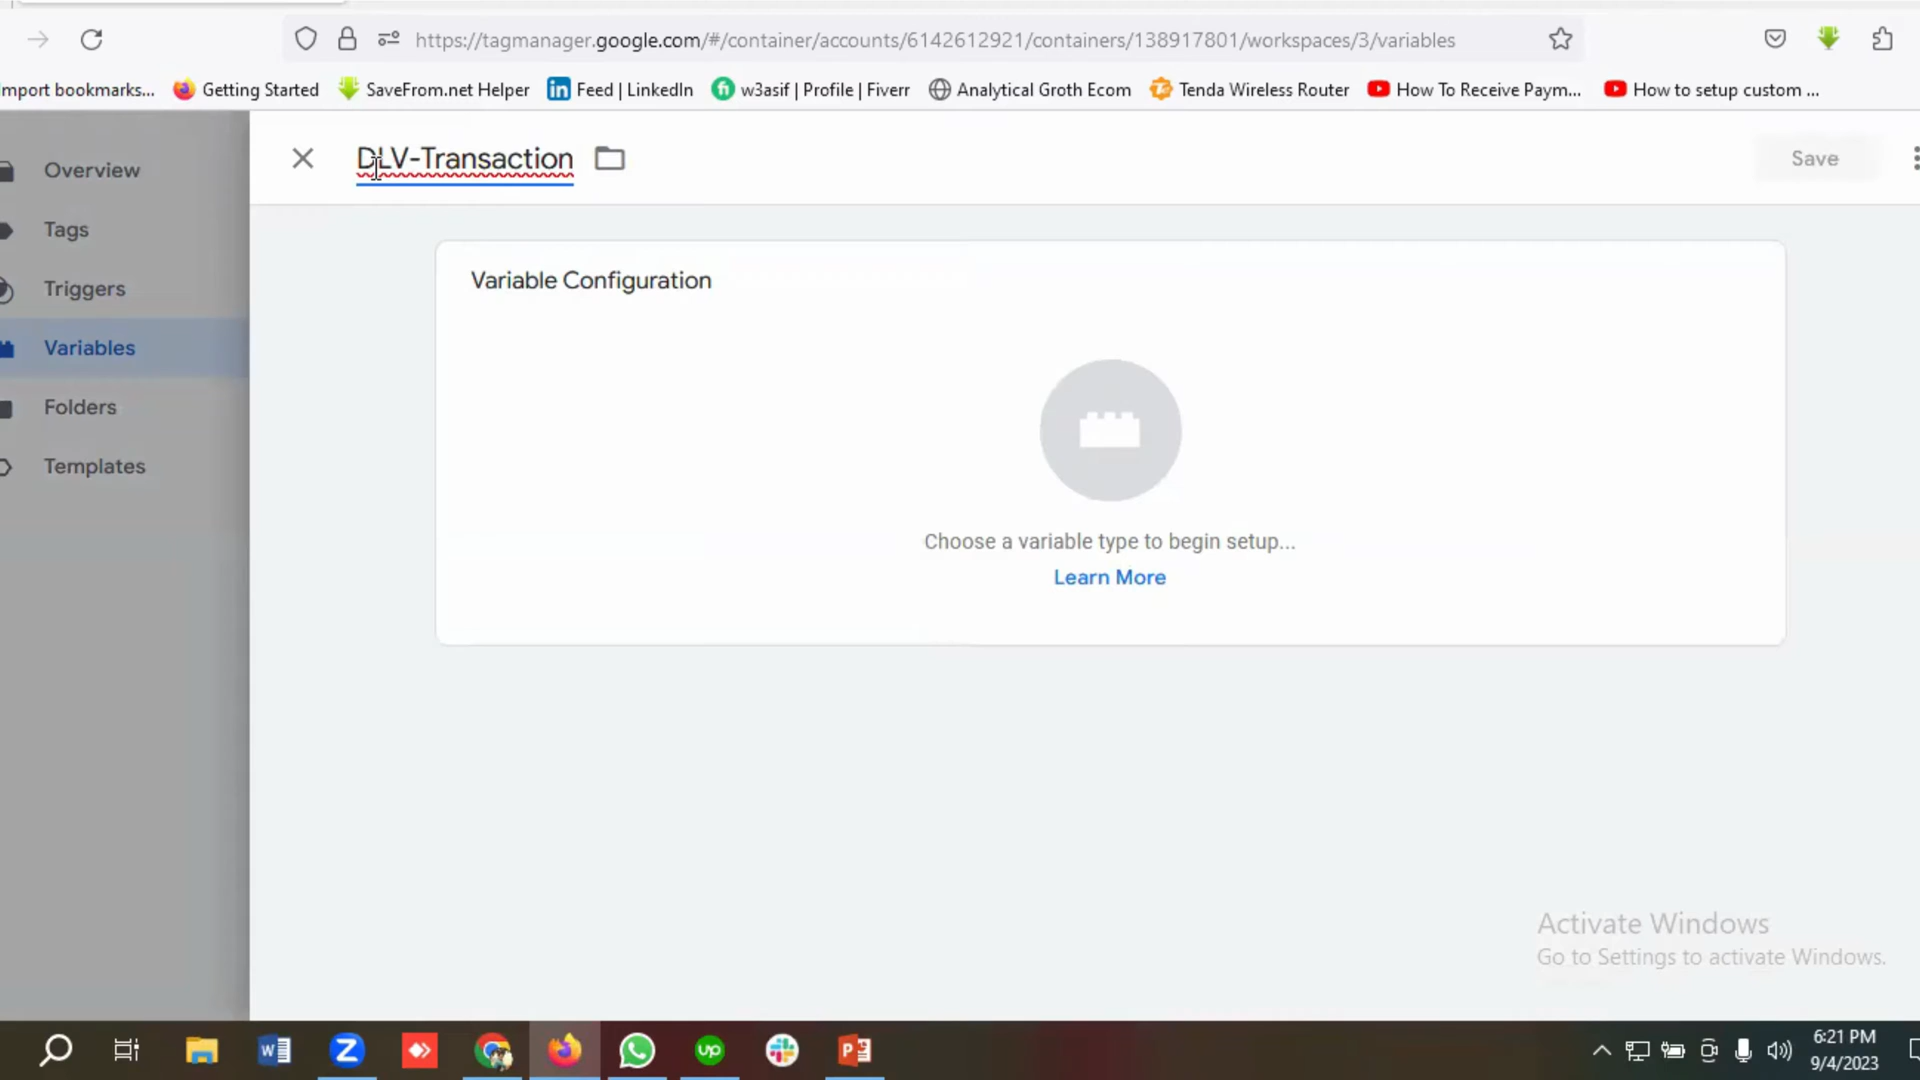 https://tagmanager.google.com/#/container/accounts/6142612921/containers/138917801/workspaces/3/variables
mport bookmarks... Getting Started SaveFrom.net Helper in Feed | LinkedIn fi w3asif | Profile | Fiverr Analytical Groth Ecom Tenda Wireless Router How To Receive Paym... How to setup custom ...
DLV-Transaction
Save
Overview
Tags
Triggers
Variables
Folders
Templates
Variable Configuration
Choose a variable type to begin setup...
Learn More
Activate Windows
Go to Settings to activate Windows.
W Z up P
6:21 PM
9/4/2023